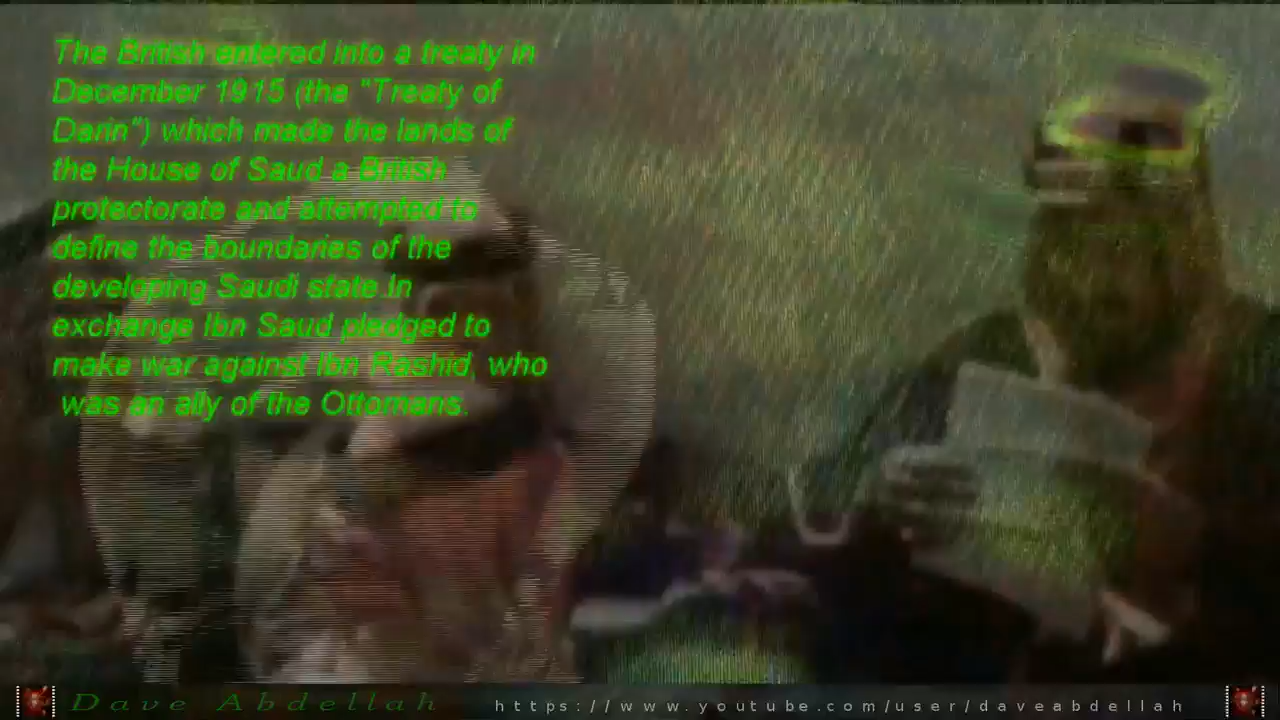 The British entered into a treaty in
December 1915 (the "Treaty of
Darin") which made the lands of
the House of Saud a British
protectorate and attempted to
define the boundaries of the
developing Saudi state.In
exchange Ibn Saud pledged to
make war against Ibn Rashid, who
was an ally of the Ottomans.
Dave Abdellah
https://www.youtube.com/user/daveabdellah